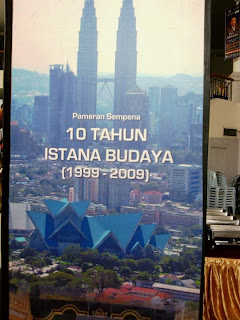 Pameran Sempena
10 TAHUN
ISTANA BUDAYA
(1999 - 2009)